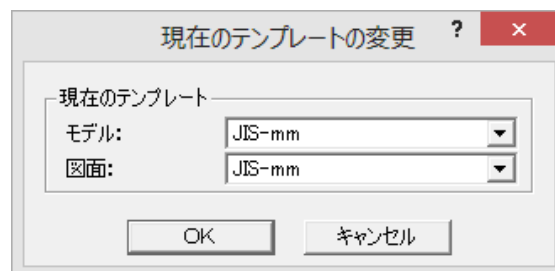 現在のテンプレートの変更 ? ×
現在のテンプレート
モデル: JIS-mm
図面: JIS-mm
OK キャンセル